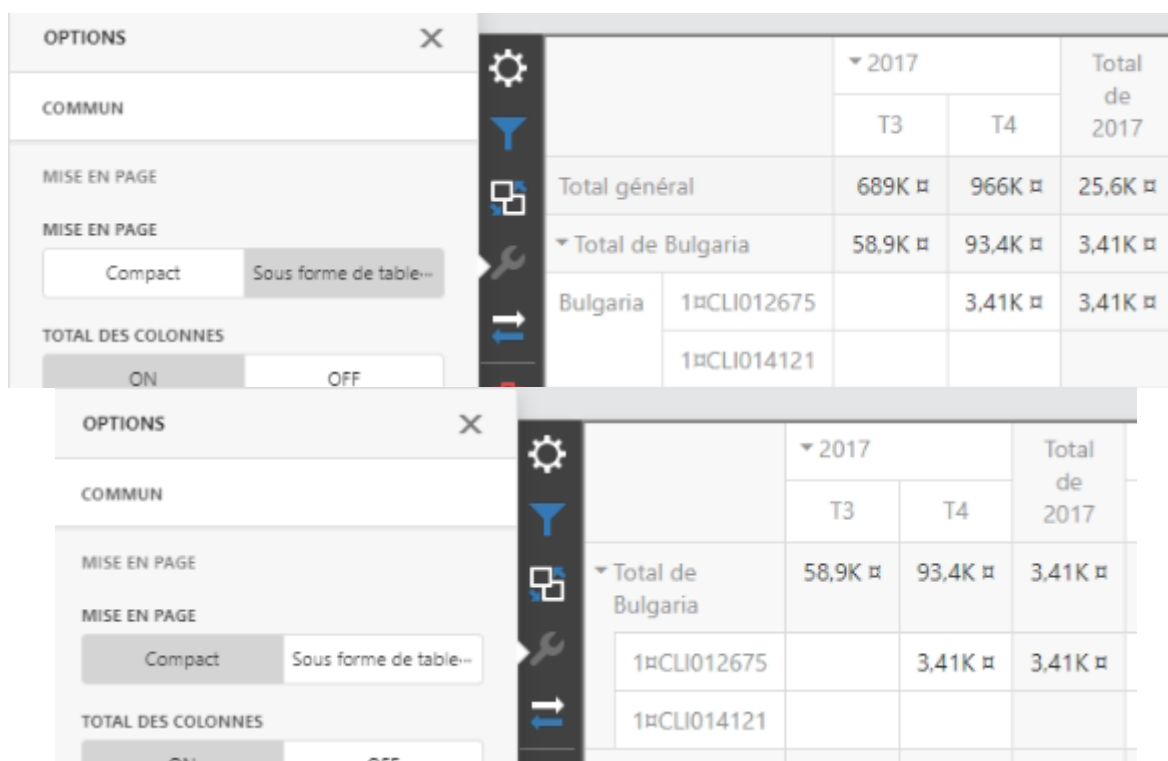 OPTIONS
COMMUN
MISE EN PAGE
MISE EN PAGE
Compact Sous forme de table...
TOTAL DES COLONNES
ON OFF
2017 Total de 2017
T3 T4
Total général 689K ¤ 966K ¤ 25,6K ¤
Total de Bulgaria 58,9K ¤ 93,4K ¤ 3,41K ¤
Bulgaria 1¤CLI012675 3,41K ¤ 3,41K ¤
1¤CLI014121
OPTIONS
COMMUN
MISE EN PAGE
MISE EN PAGE
Compact Sous forme de table...
TOTAL DES COLONNES
2017 Total de 2017
T3 T4
Total de Bulgaria 58,9K ¤ 93,4K ¤ 3,41K ¤
1¤CLI012675 3,41K ¤ 3,41K ¤
1¤CLI014121